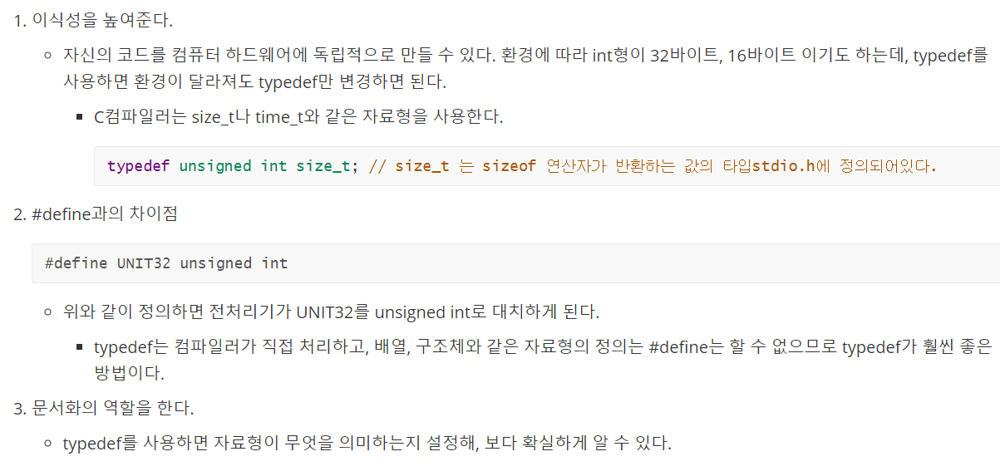 1. 이식성을 높여준다.
자신의 코드를 컴퓨터 하드웨어에 독립적으로 만들 수 있다. 환경에 따라 int형이 32바이트, 16바이트 이기도 하는데, typedef를
사용하면 환경이 달라져도 typedef만 변경하면 된다.
C컴파일러는 size_t나 time_t와 같은 자료형을 사용한다.
typedef unsigned int size_t; // size_t 는 sizeof 연산자가 반환하는 값의 타입stdio.h에 정의되어있다.
2. #define과의 차이점
#define UNIT32 unsigned int
위와 같이 정의하면 전처리기가 UNIT32를 unsigned int로 대치하게 된다.
typedef는 컴파일러가 직접 처리하고, 배열, 구조체와 같은 자료형의 정의는 #define는 할 수 없으므로 typedef가 훨씬 좋은
방법이다.
3. 문서화의 역할을 한다.
typedef를 사용하면 자료형이 무엇을 의미하는지 설정해, 보다 확실하게 알 수 있다.